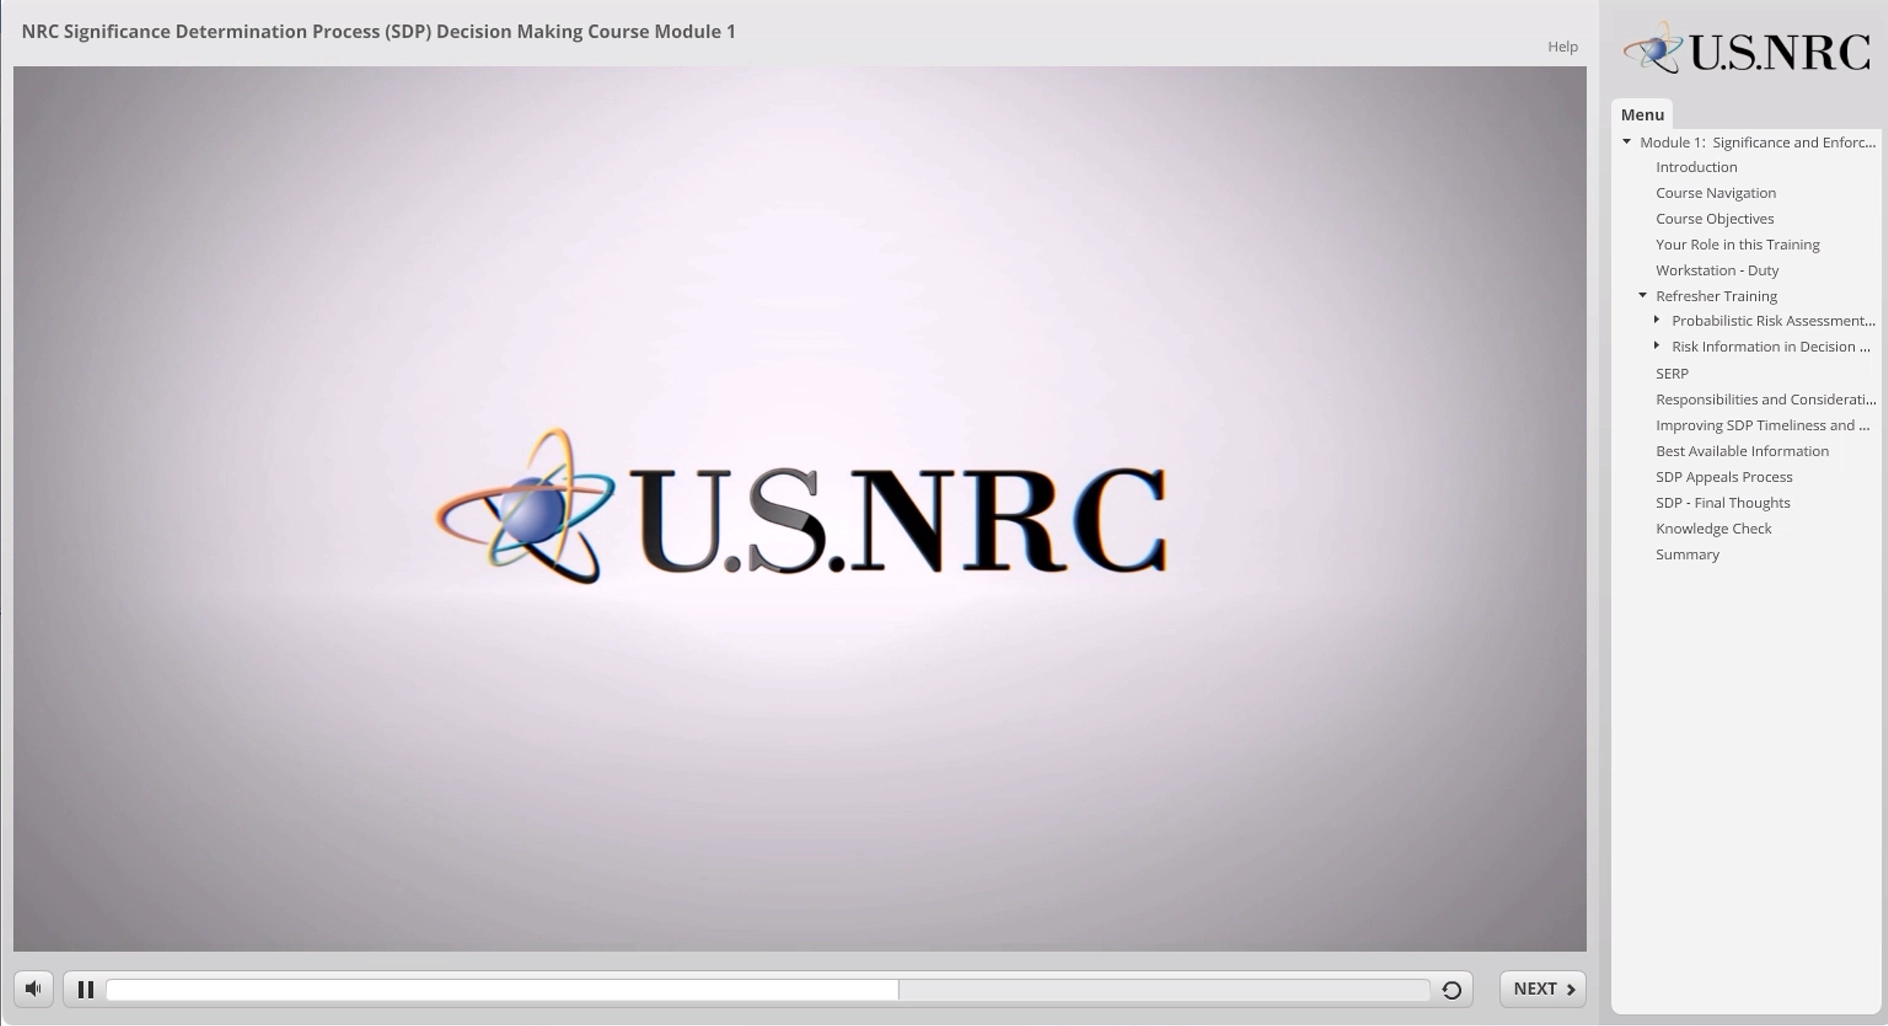 NRC Significance Determination Process (SDP) Decision Making Course Module 1
Help
U.S.NRC
U.S.NRC
NEXT
Menu
Module 1: Significance and Enforc...
Introduction
Course Navigation
Course Objectives
Your Role in this Training
Workstation - Duty
Refresher Training
Probabilistic Risk Assessment...
Risk Information in Decision ...
SERP
Responsibilities and Considerati...
Improving SDP Timeliness and ...
Best Available Information
SDP Appeals Process
SDP - Final Thoughts
Knowledge Check
Summary